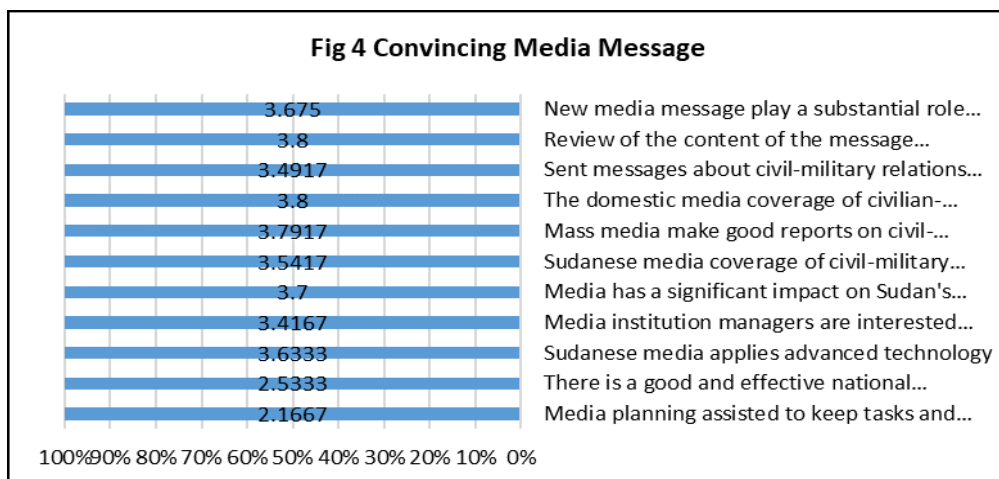 Fig 4 Convincing Media Message
3.675 New media message play a substantial role...
3.8 Review of the content of the message...
3.4917 Sent messages about civil-military relations...
3.8 The domestic media coverage of civilian-...
3.7917 Mass media make good reports on civil-...
3.5417 Sudanese media coverage of civil-military...
3.7 Media has a significant impact on Sudan's...
3.4167 Media institution managers are interested...
3.6333 Sudanese media applies advanced technology
2.5333 There is a good and effective national...
2.1667 Media planning assisted to keep tasks and...
100% 90% 80% 70% 60% 50% 40% 30% 20% 10% 0%